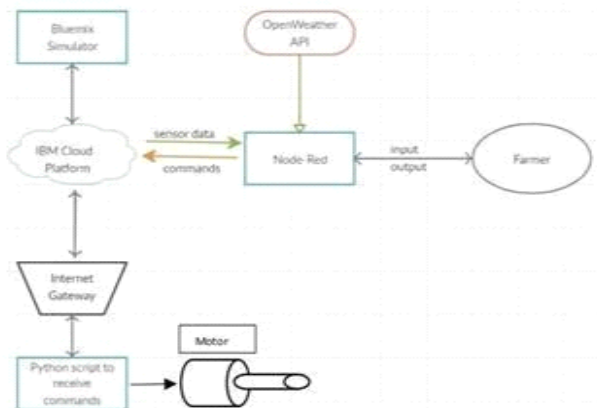 Bluemix
Simulator
OpenWeather
API
IBM Cloud
Platform
sensor data
commands
Node-Red
input
output
Farmer
Internet
Gateway
Python script to
receive
commands
Motor